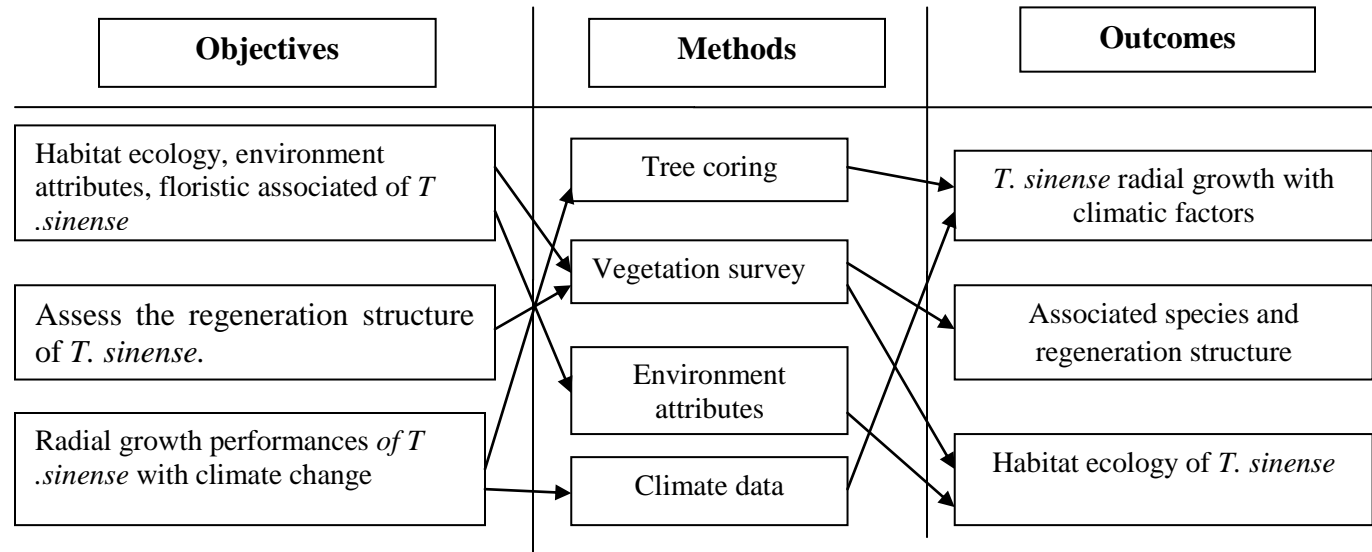 Objectives
Methods
Outcomes
Habitat ecology, environment
attributes, floristic associated of T
.sinense
Assess the regeneration structure
of T. sinense.
Radial growth performances of T
.sinense with climate change
Tree coring
Vegetation survey
Environment
attributes
Climate data
T. sinense radial growth with
climatic factors
Associated species and
regeneration structure
Habitat ecology of T. sinense